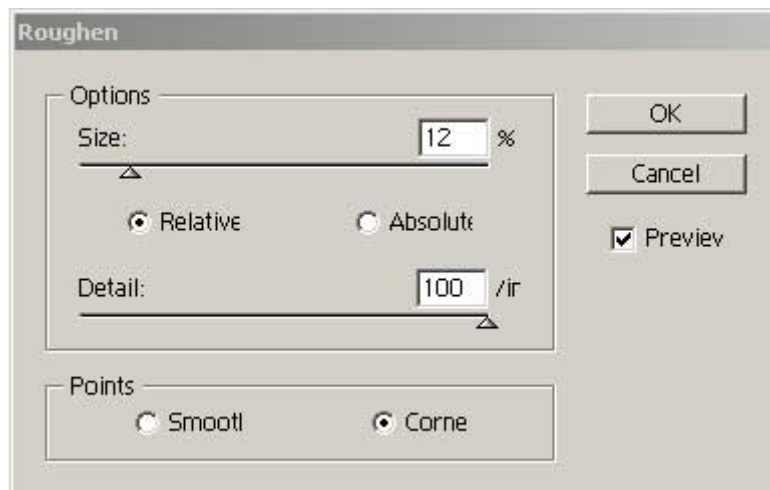 Roughen
Options
Size: 12 %
Relative Absolute
Detail: 100 /ir
Points
Smootl Corne
OK
Cancel
Previev